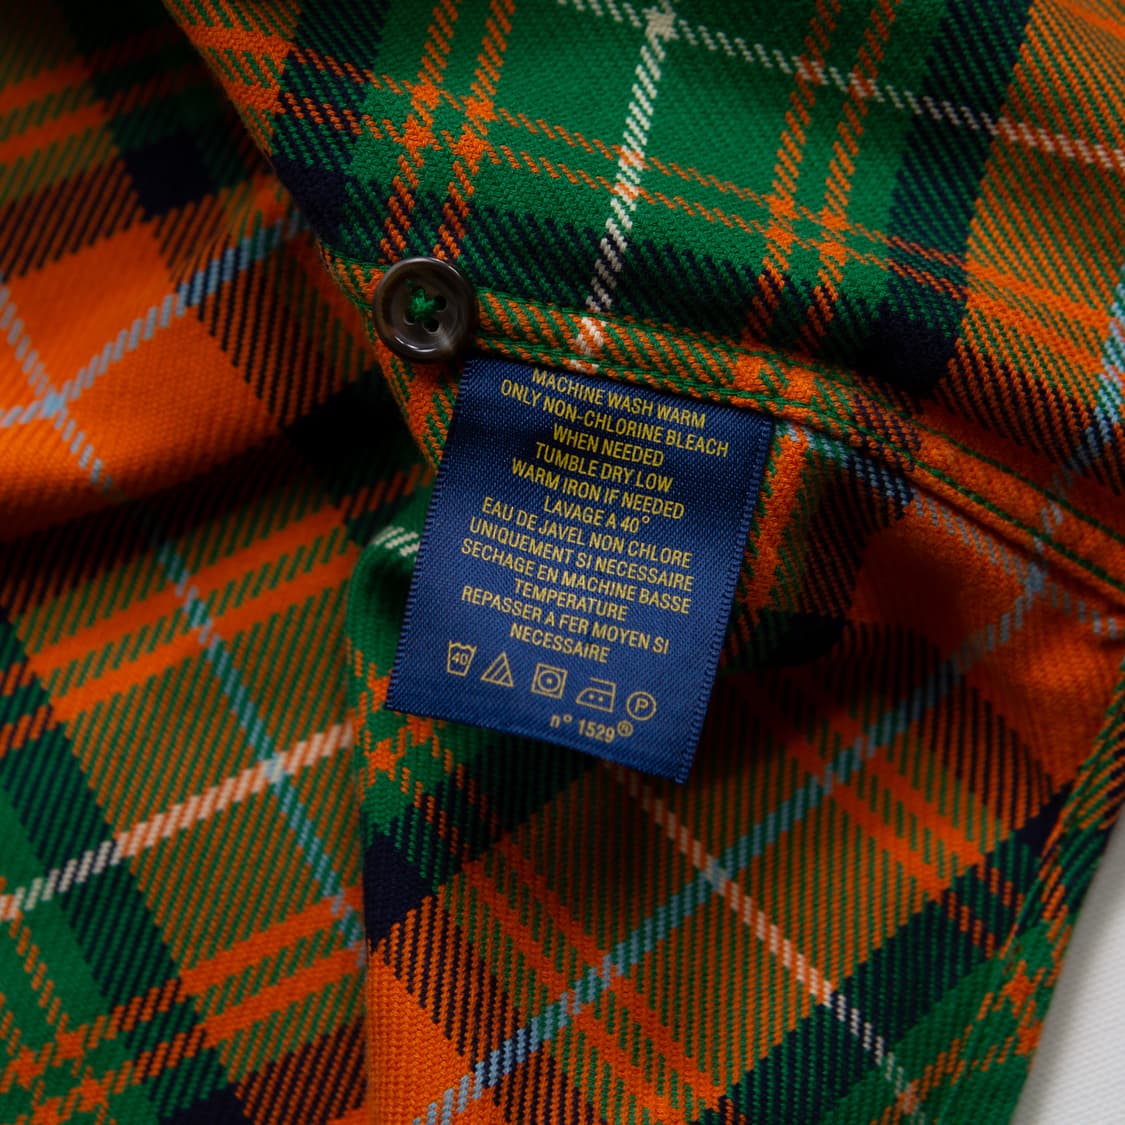 MACHINE WASH WARM
ONLY NON-CHLORINE BLEACH
WHEN NEEDED
TUMBLE DRY LOW
WARM IRON IF NEEDED
LAVAGE A 40°
EAU DE JAVEL NON CHLORE
UNIQUEMENT SI NECESSAIRE
SECHAGE EN MACHINE BASSE
TEMPERATURE
REPASSER A FER MOYEN SI
NECESSAIRE
40 P
n° 1529®